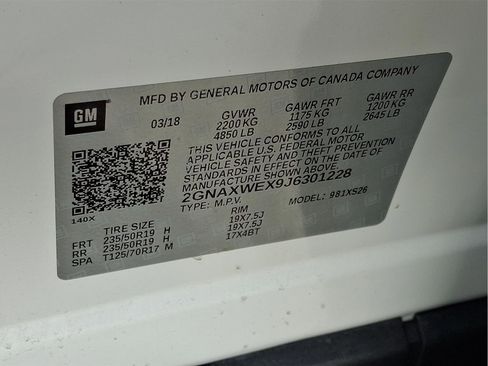 MFD BY GENERAL MOTORS OF CANADA COMPANY
GM
03/18 GVWR GAWR FRT GAWR RR
2200 KG 1175 KG 1200 KG
4850 LB 2590 LB 2645 LB
THIS VEHICLE CONFORMS TO ALL
APPLICABLE U.S. FEDERAL MOTOR
VEHICLE SAFETY AND THEFT PREVENTION
STANDARDS IN EFFECT ON THE DATE OF
MANUFACTURE SHOWN ABOVE.
2GNAXWEX9J6301228
TYPE: M.P.V. MODEL: 981XS26
140X
TIRE SIZE RIM
FRT 235/50R19 H 19X7.5J
RR 235/50R19 H 19X7.5J
SPA T125/70R17 M 17X4BT